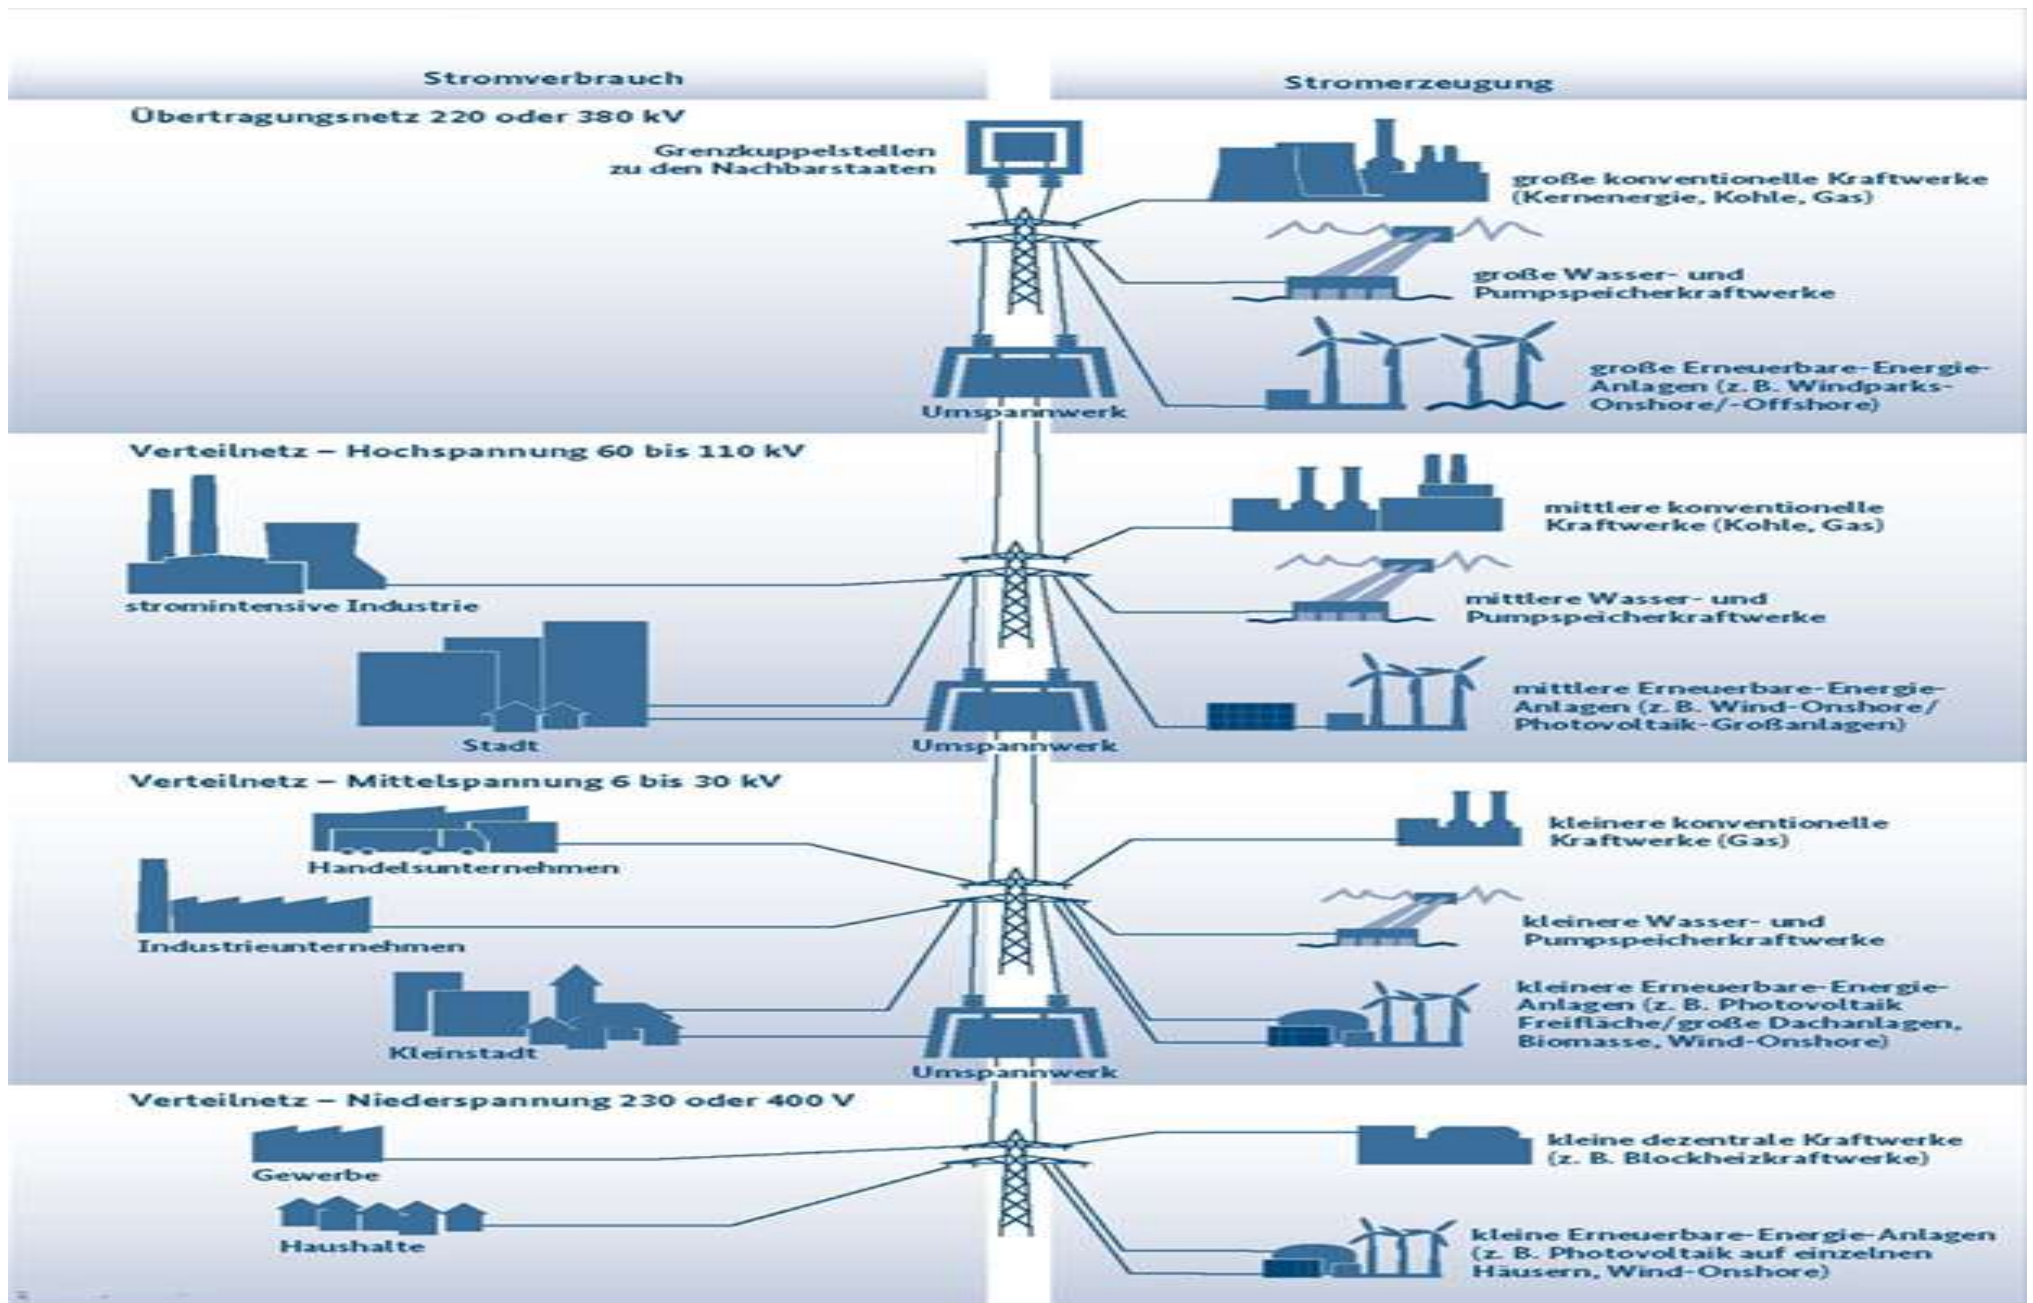 Stromverbrauch
Stromerzeugung
Übertragungsnetz 220 oder 380 kV
Grenzkuppelstellen
zu den Nachbarstaaten
große konventionelle Kraftwerke
(Kernenergie, Kohle, Gas)
große Wasser- und
Pumpspeicherkraftwerke
große Erneuerbare-Energie-
Anlagen (z. B. Windparks-
Onshore/-Offshore)
Umspannwerk
Verteilnetz – Hochspannung 60 bis 110 kV
stromintensive Industrie
Stadt
mittlere konventionelle
Kraftwerke (Kohle, Gas)
mittlere Wasser- und
Pumpspeicherkraftwerke
mittlere Erneuerbare-Energie-
Anlagen (z. B. Wind-Onshore/
Photovoltaik-Großanlagen)
Umspannwerk
Verteilnetz – Mittelspannung 6 bis 30 kV
Handelsunternehmen
Industrieunternehmen
Kleinstadt
kleinere konventionelle
Kraftwerke (Gas)
kleinere Wasser- und
Pumpspeicherkraftwerke
kleinere Erneuerbare-Energie-
Anlagen (z. B. Photovoltaik
Freifläche/große Dachanlagen,
Biomasse, Wind-Onshore)
Umspannwerk
Verteilnetz – Niederspannung 230 oder 400 V
Gewerbe
Haushalte
kleine dezentrale Kraftwerke
(z. B. Blockheizkraftwerke)
kleine Erneuerbare-Energie-Anlagen
(z. B. Photovoltaik auf einzelnen
Häusern, Wind-Onshore)